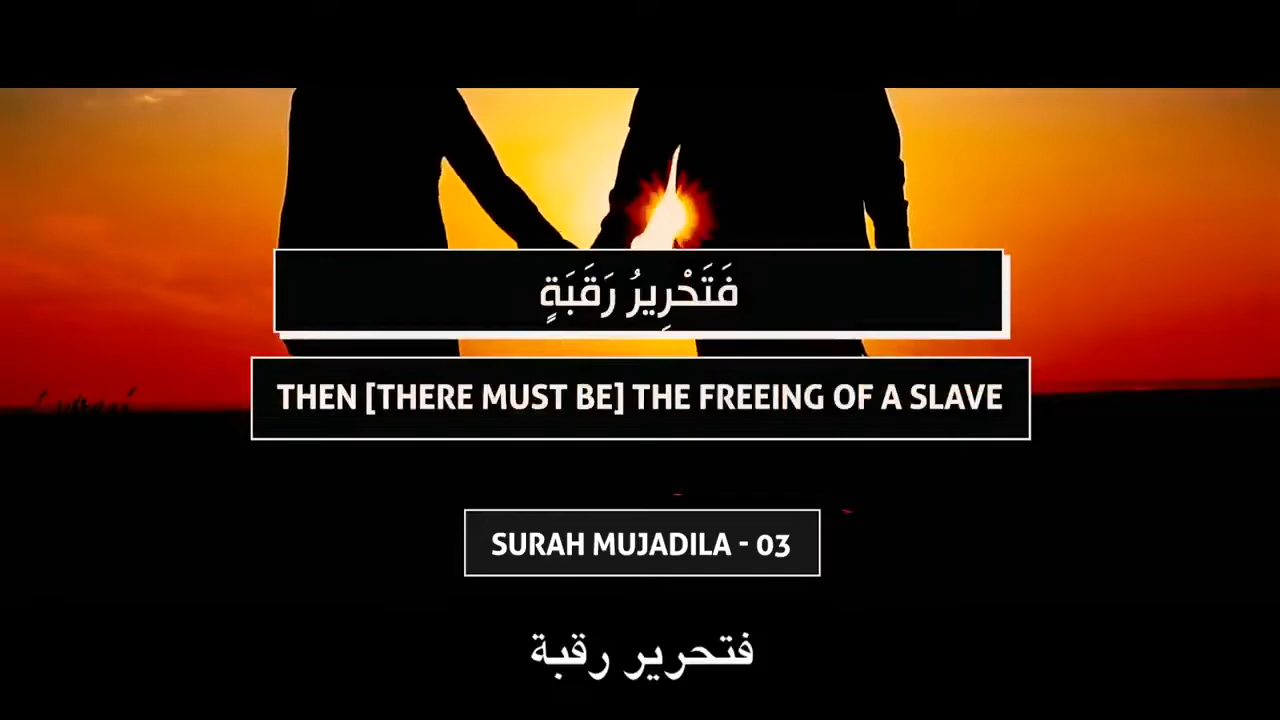 فَتَحْرِيرُ رَقَبَةٍ
THEN [THERE MUST BE] THE FREEING OF A SLAVE
SURAH MUJADILA - 03
فتحرير رقبة